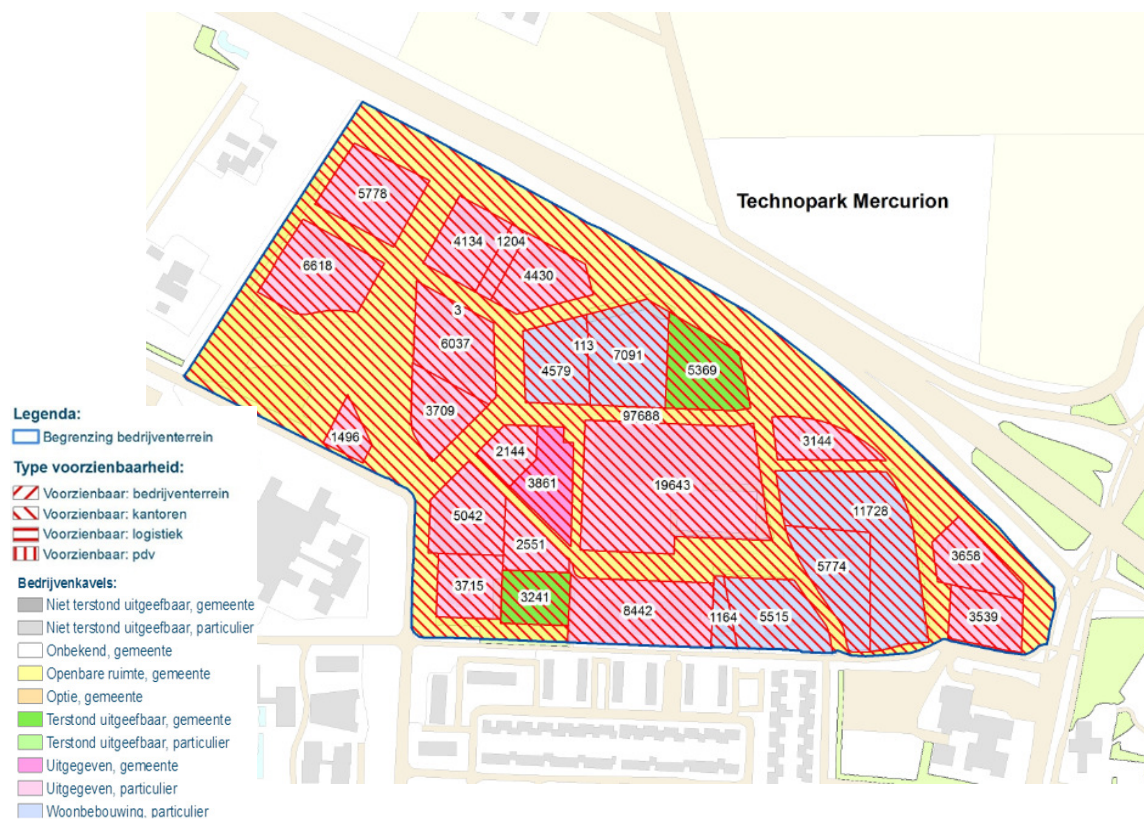 Technopark Mercurion
5778
4134
1204
6618
4430
3
6037
113
7091
4579
5369
3709
97688
1496
3144
2144
3861
19643
5042
11728
2551
3658
5774
3715
3241
8442
1164
5515
3539
Legenda:
Begrenzing bedrijventerrein
Type voorzienbaarheid:
Voorzienbaar: bedrijventerrein
Voorzienbaar: kantoren
Voorzienbaar: logistiek
Voorzienbaar: pdv
Bedrijvenkavels:
Niet terstond uitgeefbaar, gemeente
Niet terstond uitgeefbaar, particulier
Onbekend, gemeente
Openbare ruimte, gemeente
Optie, gemeente
Terstond uitgeefbaar, gemeente
Terstond uitgeefbaar, particulier
Uitgegeven, gemeente
Uitgegeven, particulier
Woonbebouwing, particulier